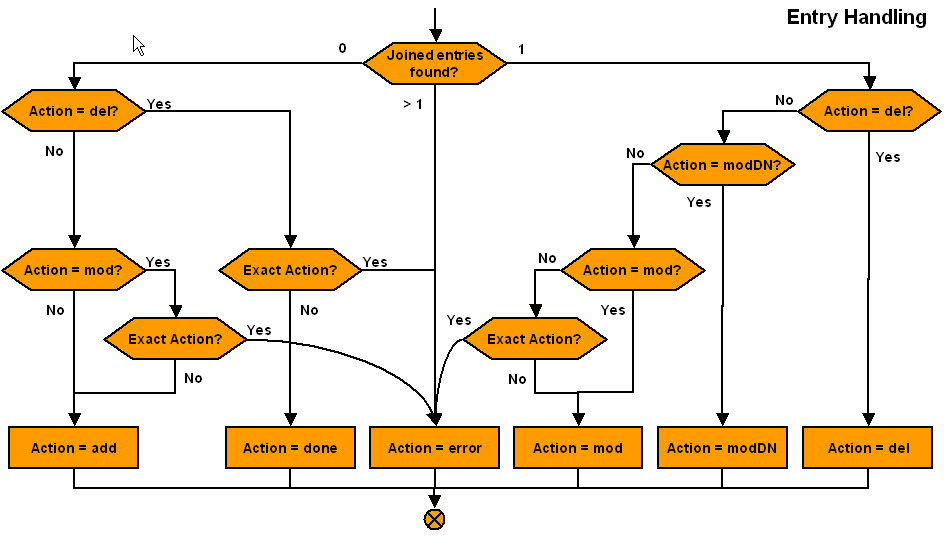 Entry Handling
0
Joined entries
found?
1
> 1
Action = del?
Yes
No
No
Action = del?
Yes
No
Action = modDN?
Yes
Action = mod?
Yes
No
Exact Action?
Yes
No
No
Action = mod?
Yes
Exact Action?
Yes
No
Yes
Exact Action?
No
Action = add
Action = done
Action = error
Action = mod
Action = modDN
Action = del